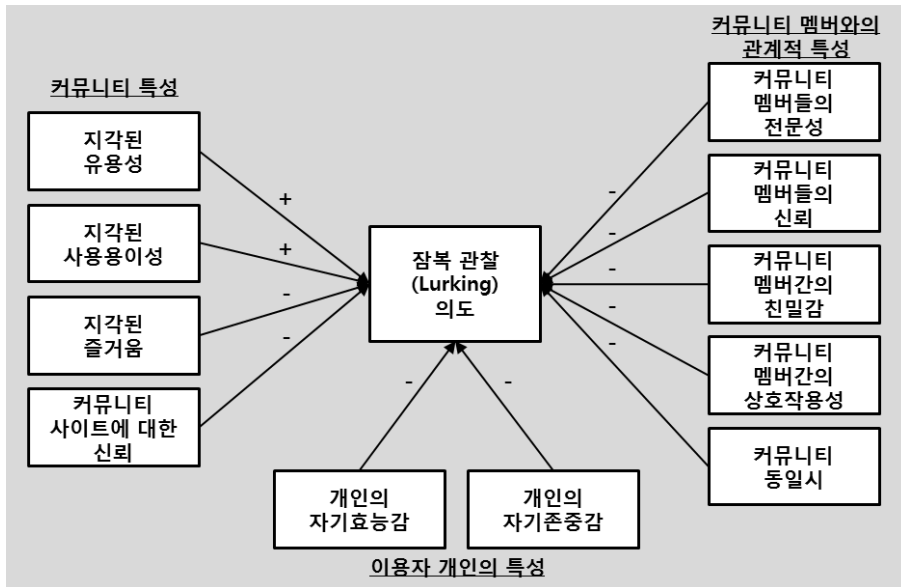 커뮤니티 특성
지각된
유용성
지각된
사용용이성
지각된
즐거움
커뮤니티
사이트에 대한
신뢰
+
+
-
-
잠복 관찰
(Lurking)
의도
-
-
개인의
자기효능감
개인의
자기존중감
이용자 개인의 특성
커뮤니티 멤버와의
관계적 특성
커뮤니티
멤버들의
전문성
커뮤니티
멤버들의
신뢰
커뮤니티
멤버간의
친밀감
커뮤니티
멤버간의
상호작용성
커뮤니티
동일시
-
-
-
-
-